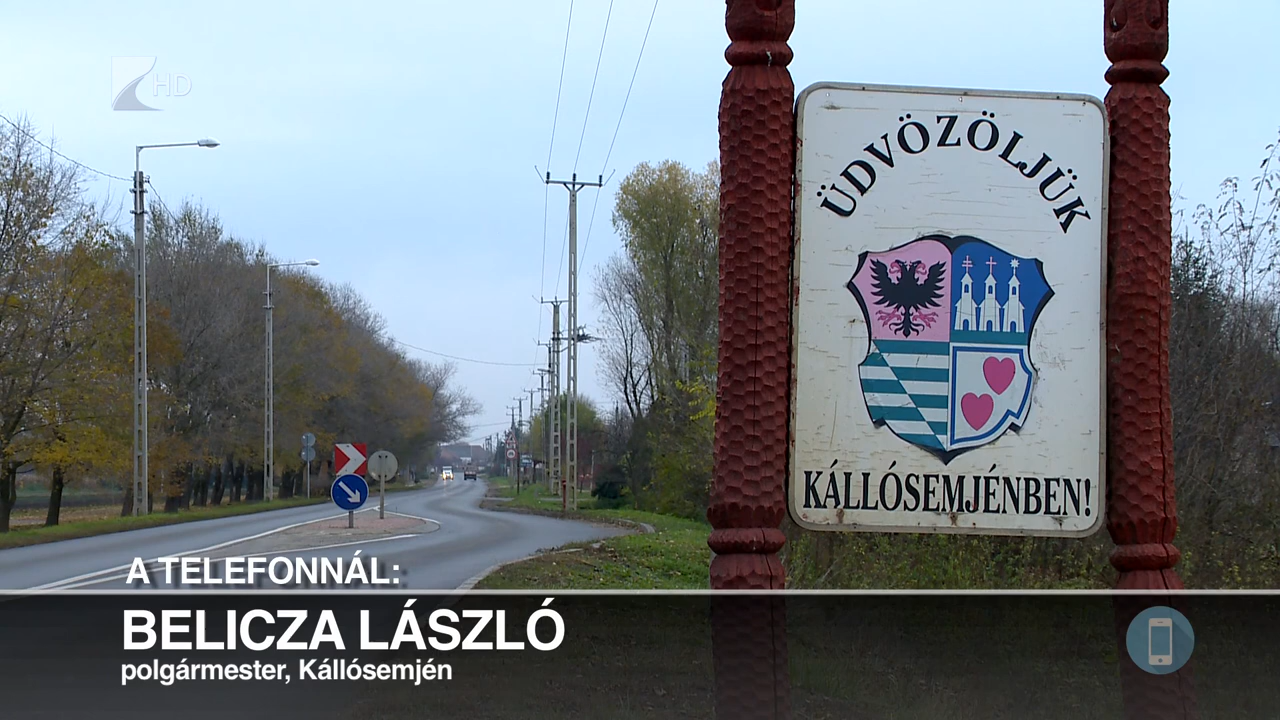 HD
ÜDVÖZÖLJÜK
KÁLLÓSEMJÉNBEN!
A TELEFONNÁL:
BELICZA LÁSZLÓ
polgármester, Kállósemjén